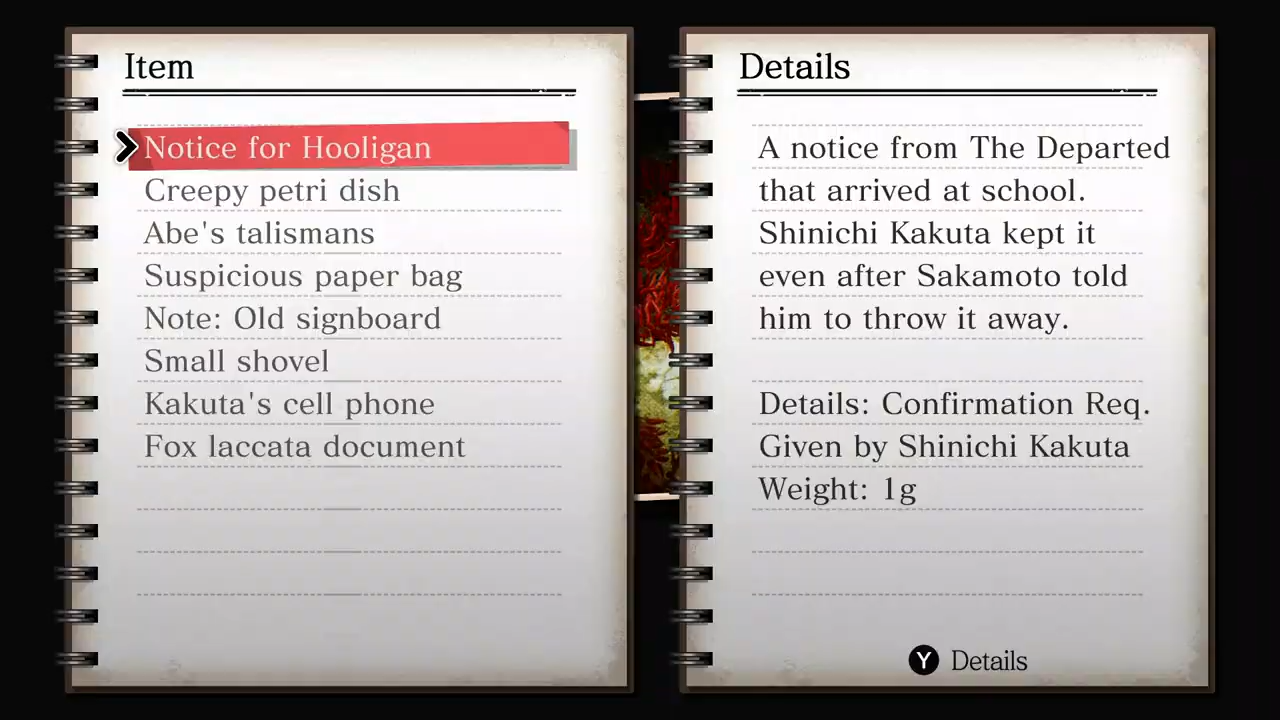 Item
Notice for Hooligan
Creepy petri dish
Abe's talismans
Suspicious paper bag
Note: Old signboard
Small shovel
Kakuta's cell phone
Fox laccata document
Details
A notice from The Departed
that arrived at school.
Shinichi Kakuta kept it
even after Sakamoto told
him to throw it away.
Details: Confirmation Req.
Given by Shinichi Kakuta
Weight: 1g
Y Details